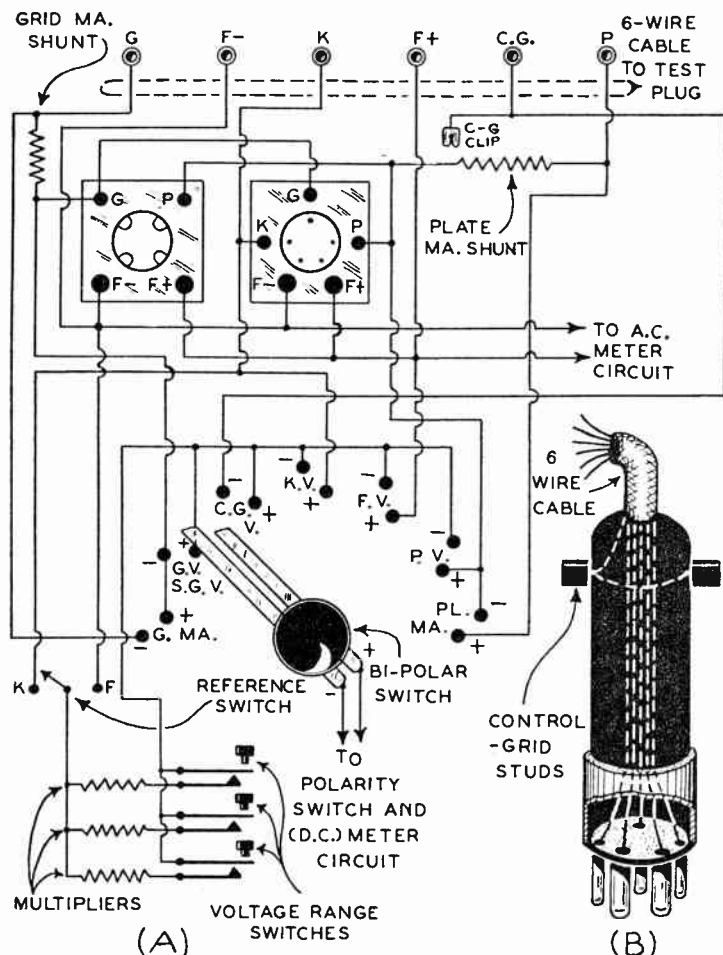 GRID MA.
SHUNT
G
F-
K
F+
C.G.
P
6-WIRE
CABLE
TO TEST
PLUG
C-G
CLIP
PLATE
MA. SHUNT
G
P
F-
F+
G
K
P
F-
F+
TO A.C.
METER
CIRCUIT
6
WIRE
CABLE
-
C.G.
V.
+
-
K.V.
+
-
F.V.
+
-
P. V.
+
PL.
-
MA.
+
-
+
G.V.
S.G.V.
+
G. MA.
-
+
-
BI-POLAR
SWITCH
K
F
REFERENCE
SWITCH
TO
POLARITY
SWITCH AND
(D.C.) METER
CIRCUIT
CONTROL
-GRID
STUDS
MULTIPLIERS
VOLTAGE RANGE
SWITCHES
(A)
(B)